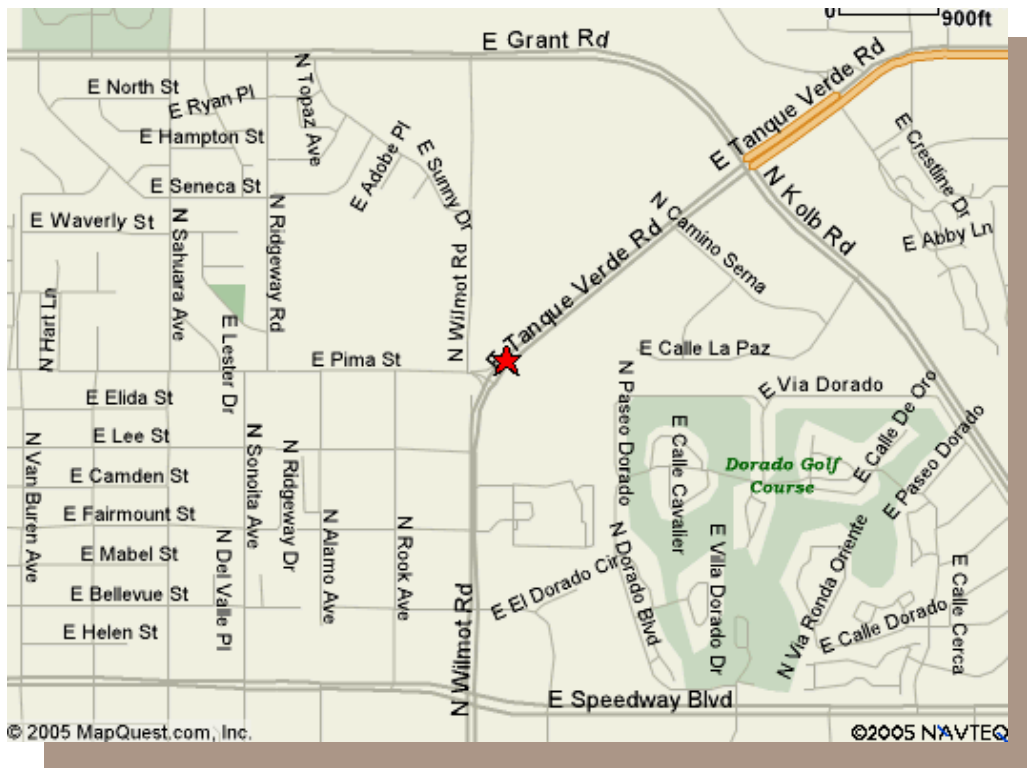 0
900ft
E Grant Rd
E Tanque Verde Rd
E North St
E Ryan Pl
N Topaz Ave
E Hampton St
E Adobe Pl
E Sunny Dr
E Crestline Dr
E Seneca St
N Kolb Rd
E Waverly St
N Sahuara Ave
N Ridgeway Rd
N Wilmot Rd
N Camino Serna
E Abby Ln
E Tanque Verde Rd
N Hart Ln
E Lester Dr
E Pima St
E Calle La Paz
E Elida St
N Paseo Dorado
E Via Dorado
E Calle De Oro
E Lee St
N Van Buren Ave
N Sonoita Ave
N Ridgeway Dr
E Calle Cavalier
Dorado Golf
Course
E Paseo Dorado
E Camden St
E Fairmount St
N Alamo Ave
N Rook Ave
E Mabel St
N Del Valle Pl
N Dorado Blvd
E Villa Dorado Dr
N Via Ronda Oriente
E Calle Cerca
E Bellevue St
E El Dorado Cir
E Calle Dorado
E Helen St
N Wilmot Rd
E Speedway Blvd
© 2005 MapQuest.com, Inc.
©2005 NAVTEQ